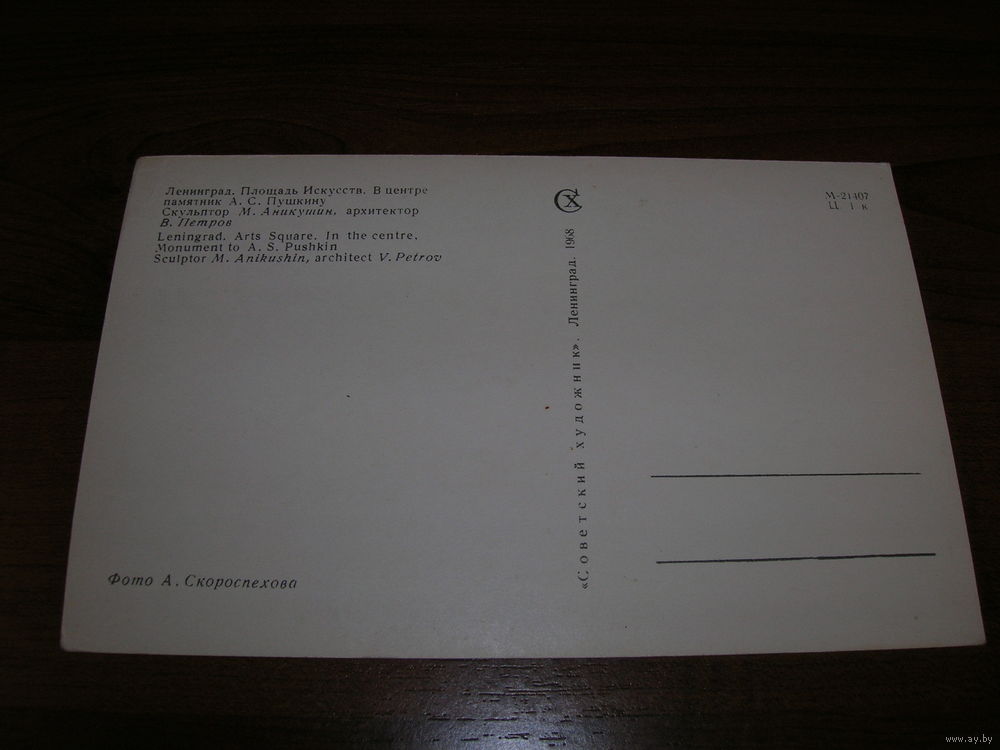 Ленинград. Площадь Искусств. В центре
памятник А. С. Пушкину
Скульптор М. Аникушин, архитектор
В. Петров
Leningrad. Arts Square. In the centre,
Monument to A. S. Pushkin
Sculptor M. Anikushin, architect V. Petrov
Фото А. Скороспехова
«Советский художник». Ленинград. 1968
М-21407
Ц. 1 к
www.ay.by